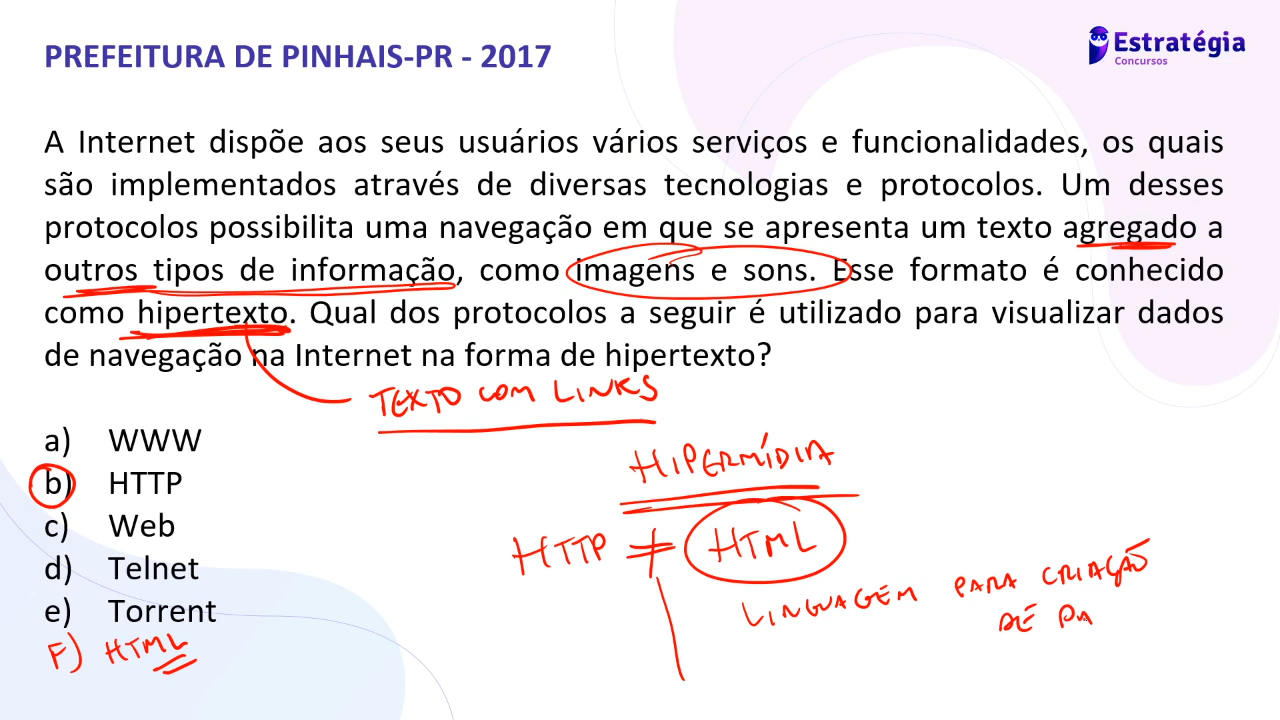 PREFEITURA DE PINHAIS-PR - 2017
Estratégia
Concursos
A Internet dispõe aos seus usuários vários serviços e funcionalidades, os quais
são implementados através de diversas tecnologias e protocolos. Um desses
protocolos possibilita uma navegação em que se apresenta um texto agregado a
outros tipos de informação, como imagens e sons. Esse formato é conhecido
como hipertexto. Qual dos protocolos a seguir é utilizado para visualizar dados
de navegação na Internet na forma de hipertexto?
TEXTO COM LINKS
a) WWW
HIPERMÍDIA
b) HTTP
c) Web
HTTP ≠ HTML
d) Telnet
LINGUAGEM PARA CRIAÇÃO
e) Torrent
DE PA
F) HTML